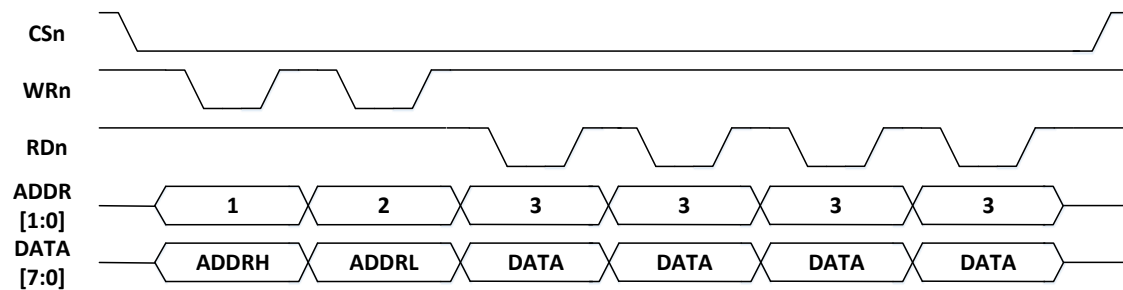 CSn
WRn
RDn
ADDR
[1:0]
1 2 3 3 3 3
DATA
[7:0]
ADDRH ADDRL DATA DATA DATA DATA